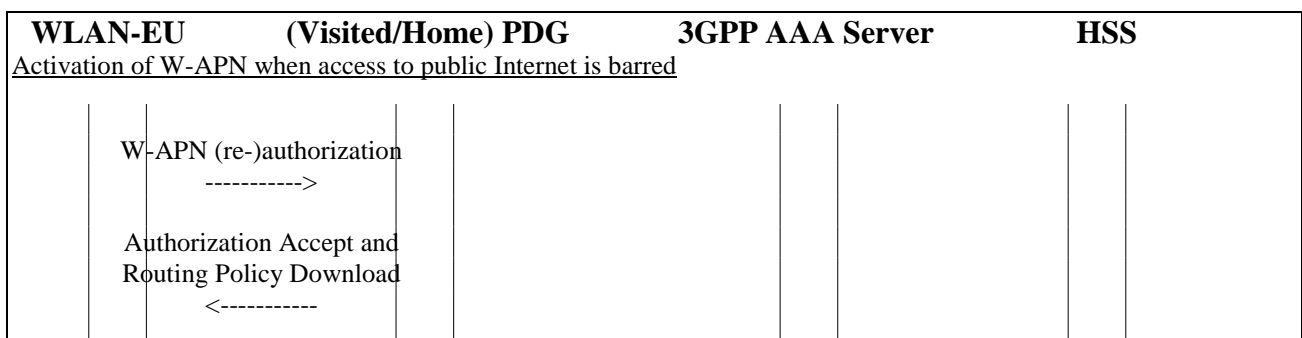 WLAN-EU (Visited/Home) PDG 3GPP AAA Server HSS
Activation of W-APN when access to public Internet is barred
W-APN (re-)authorization
----------->
Authorization Accept and
Routing Policy Download
<-----------